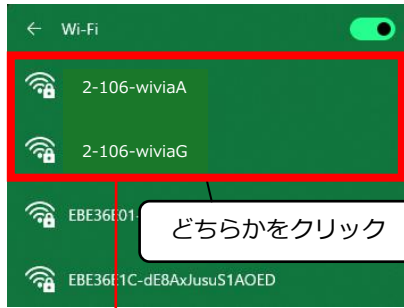 Wi-Fi
2-106-wiviaA
2-106-wiviaG
EBE36E01-
どちらかをクリック
EBE36E1C-dE8AxJusuS1AOED